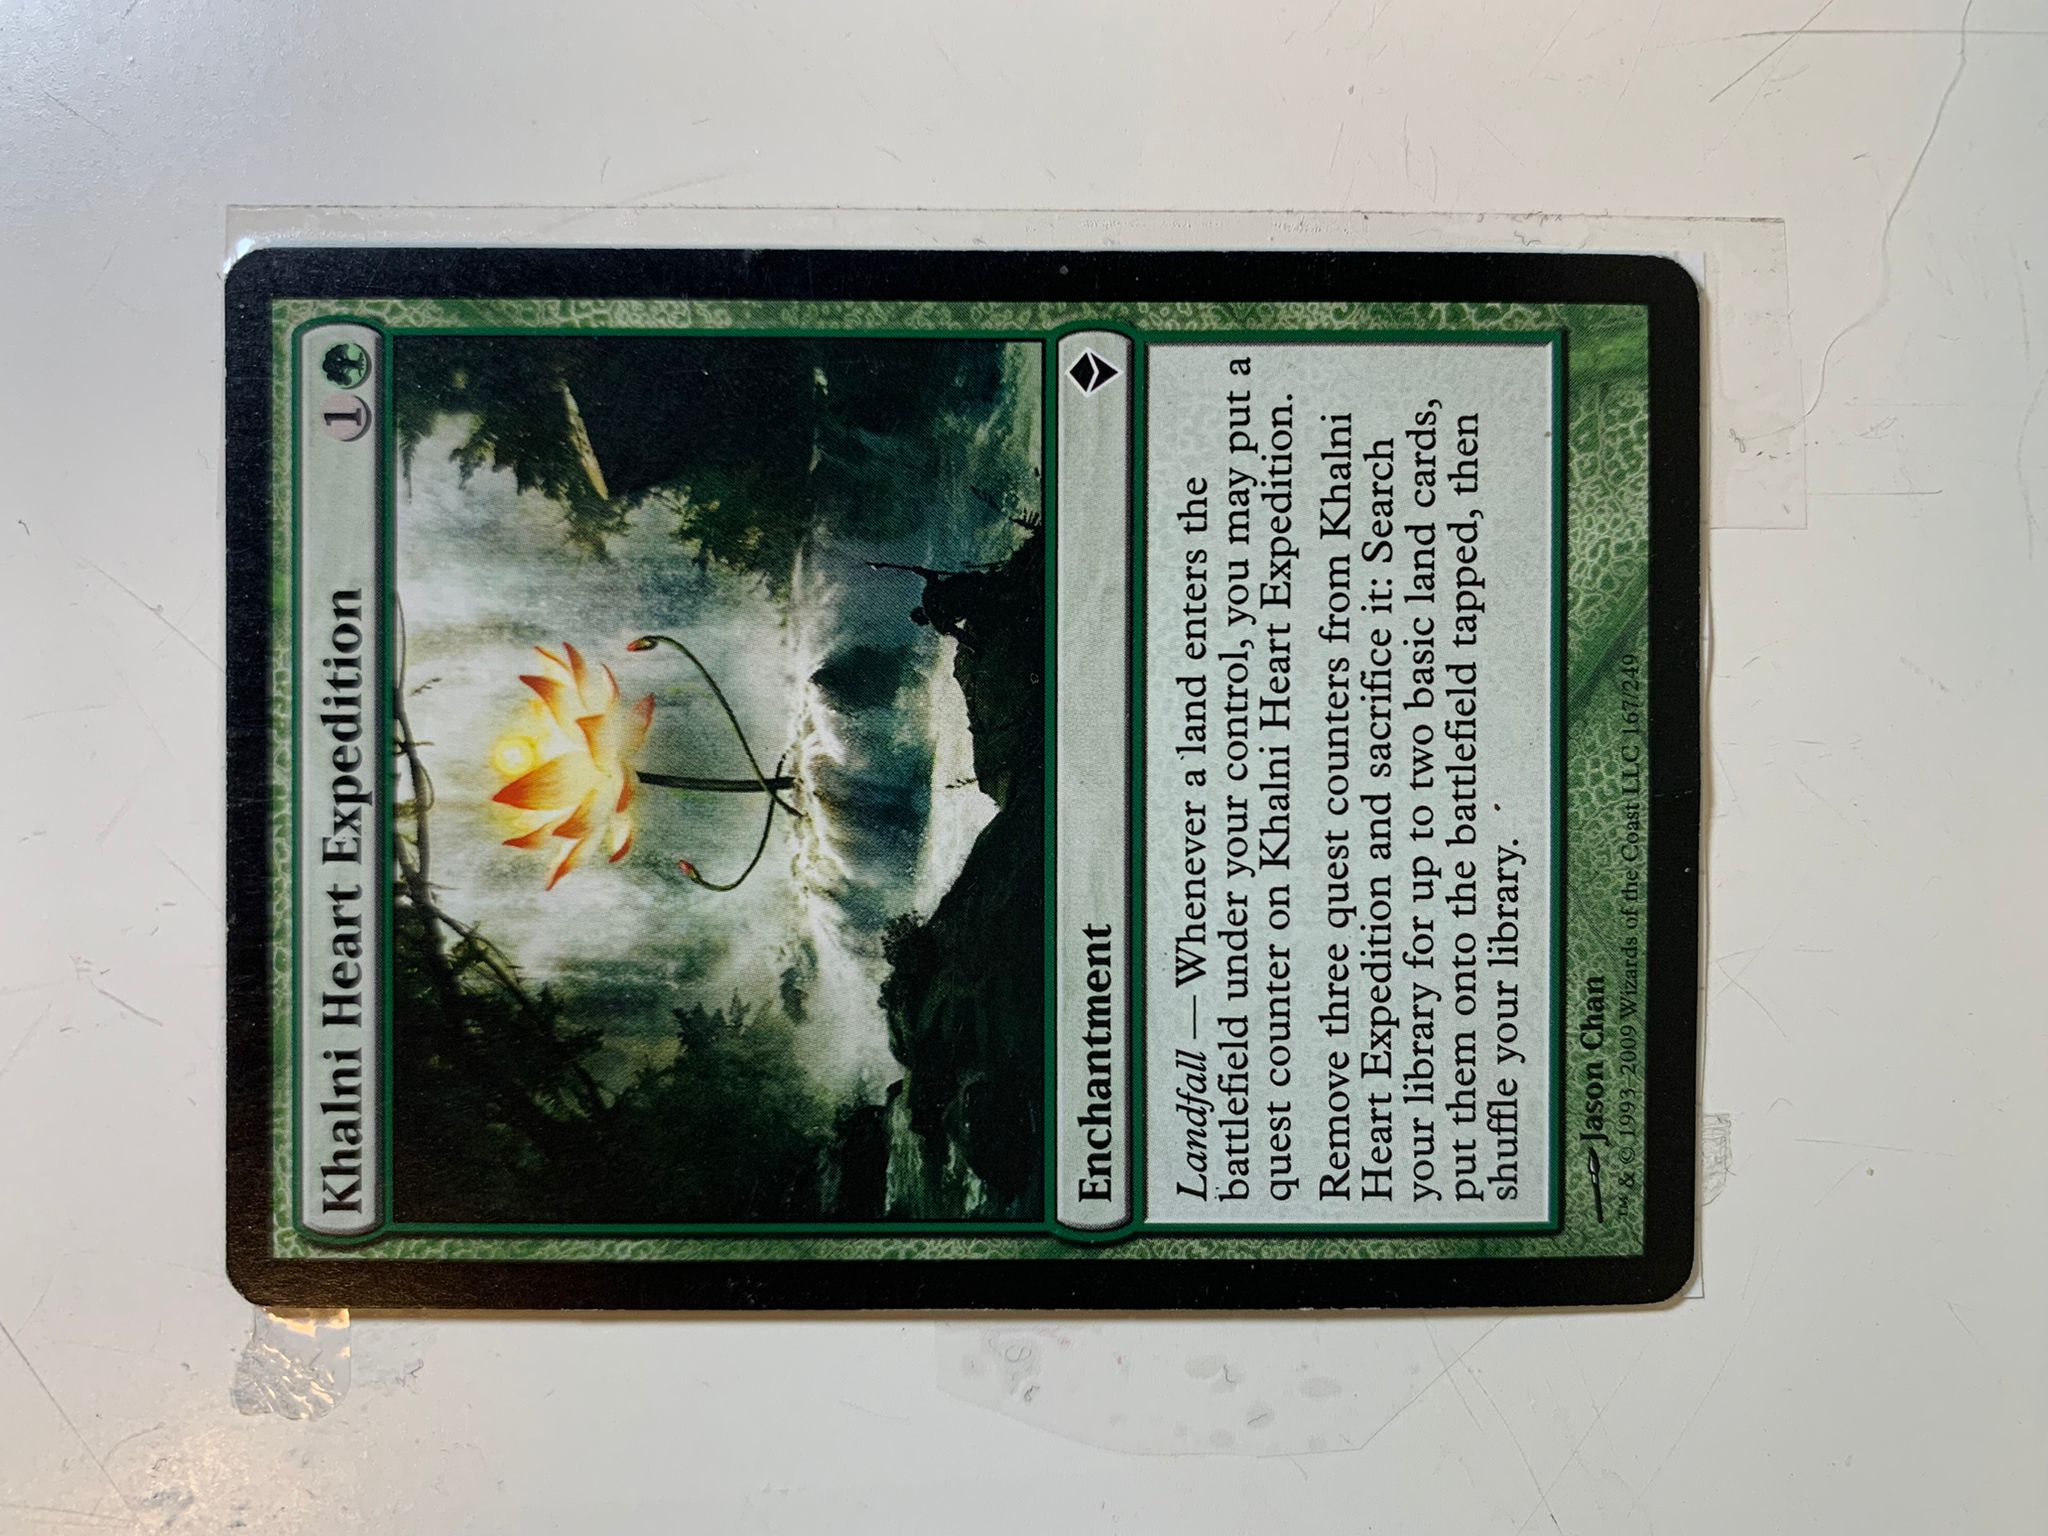 Khalni Heart Expedition 1
Enchantment
Landfall — Whenever a land enters the
battlefield under your control, you may put a
quest counter on Khalni Heart Expedition.
Remove three quest counters from Khalni
Heart Expedition and sacrifice it: Search
your library for up to two basic land cards,
put them onto the battlefield tapped, then
shuffle your library.
Jason Chan
™ & © 1993–2009 Wizards of the Coast LLC 167/249